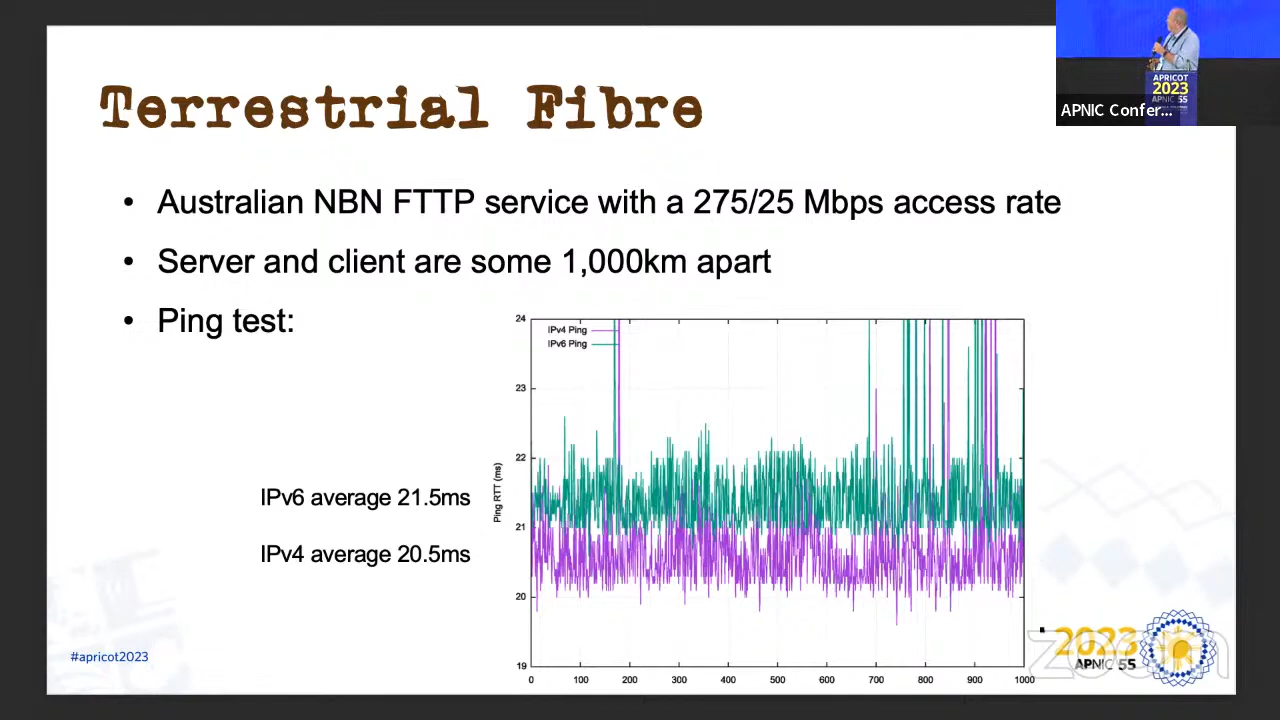 Terrestrial Fibre
APRICOT
2023
APNIC 55
APNIC Confer...
• Australian NBN FTTP service with a 275/25 Mbps access rate
• Server and client are some 1,000km apart
• Ping test:
IPv6 average 21.5ms
IPv4 average 20.5ms
24
23
22
21
20
19
Ping RTT (ms)
IPv4 Ping
IPv6 Ping
0 100 200 300 400 500 600 700 800 900 1000
#apricot2023
2023
APNIC 55
zoom